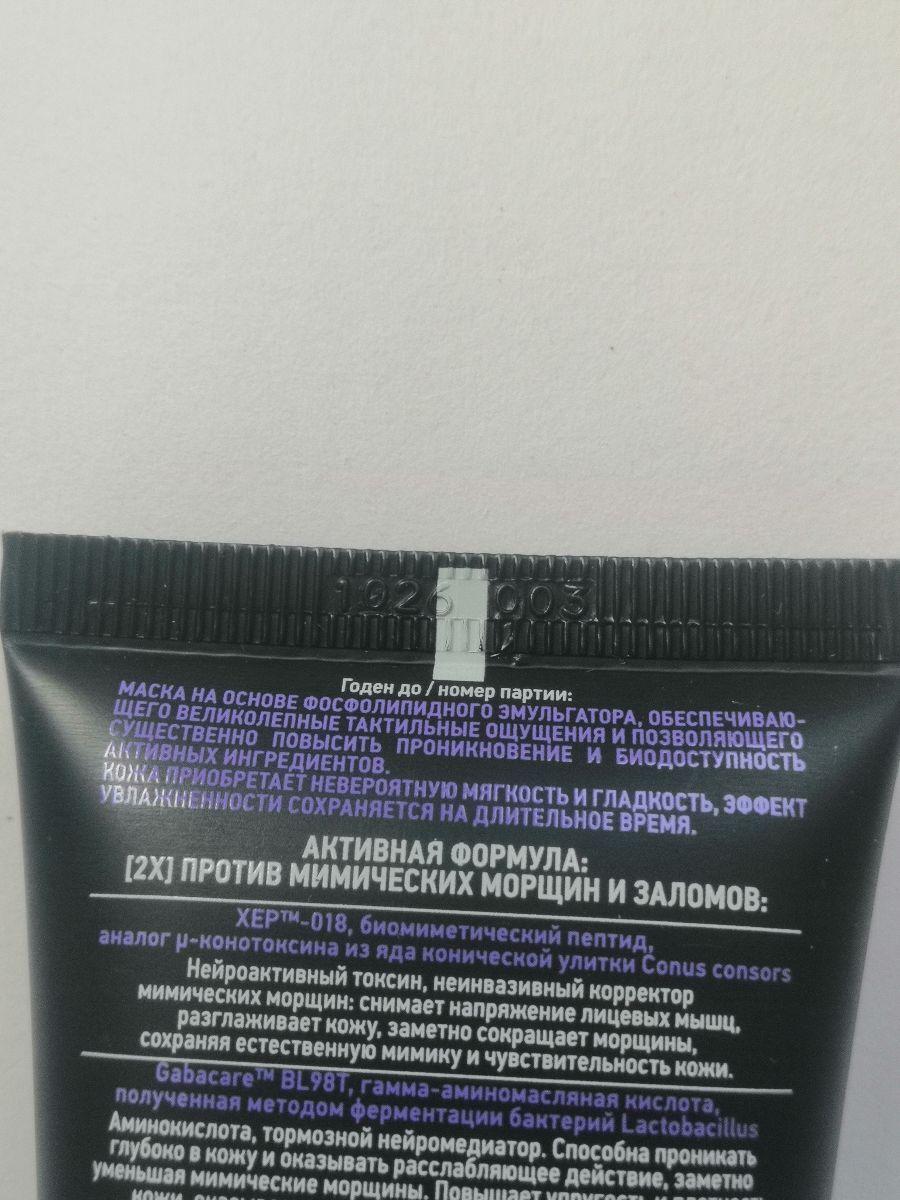 1026 003
Годен до / номер партии:
МАСКА НА ОСНОВЕ ФОСФОЛИПИДНОГО ЭМУЛЬГАТОРА, ОБЕСПЕЧИВАЮ-
ЩЕГО ВЕЛИКОЛЕПНЫЕ ТАКТИЛЬНЫЕ ОЩУЩЕНИЯ И ПОЗВОЛЯЮЩЕГО
СУЩЕСТВЕННО ПОВЫСИТЬ ПРОНИКНОВЕНИЕ И БИОДОСТУПНОСТЬ
АКТИВНЫХ ИНГРЕДИЕНТОВ.
КОЖА ПРИОБРЕТАЕТ НЕВЕРОЯТНУЮ МЯГКОСТЬ И ГЛАДКОСТЬ, ЭФФЕКТ
УВЛАЖНЕННОСТИ СОХРАНЯЕТСЯ НА ДЛИТЕЛЬНОЕ ВРЕМЯ.
АКТИВНАЯ ФОРМУЛА:
[2X] ПРОТИВ МИМИЧЕСКИХ МОРЩИН И ЗАЛОМОВ:
XEP™-018, биомиметический пептид,
аналог μ-конотоксина из яда конической улитки Conus consors
Нейроактивный токсин, неинвазивный корректор
мимических морщин: снимает напряжение лицевых мышц,
разглаживает кожу, заметно сокращает морщины,
сохраняя естественную мимику и чувствительность кожи.
Gabacare™ BL98T, гамма-аминомасляная кислота,
полученная методом ферментации бактерий Lactobacillus
Аминокислота, тормозной нейромедиатор. Способна проникать
глубоко в кожу и оказывать расслабляющее действие, заметно
уменьшая мимические морщины. Повышает упругость и